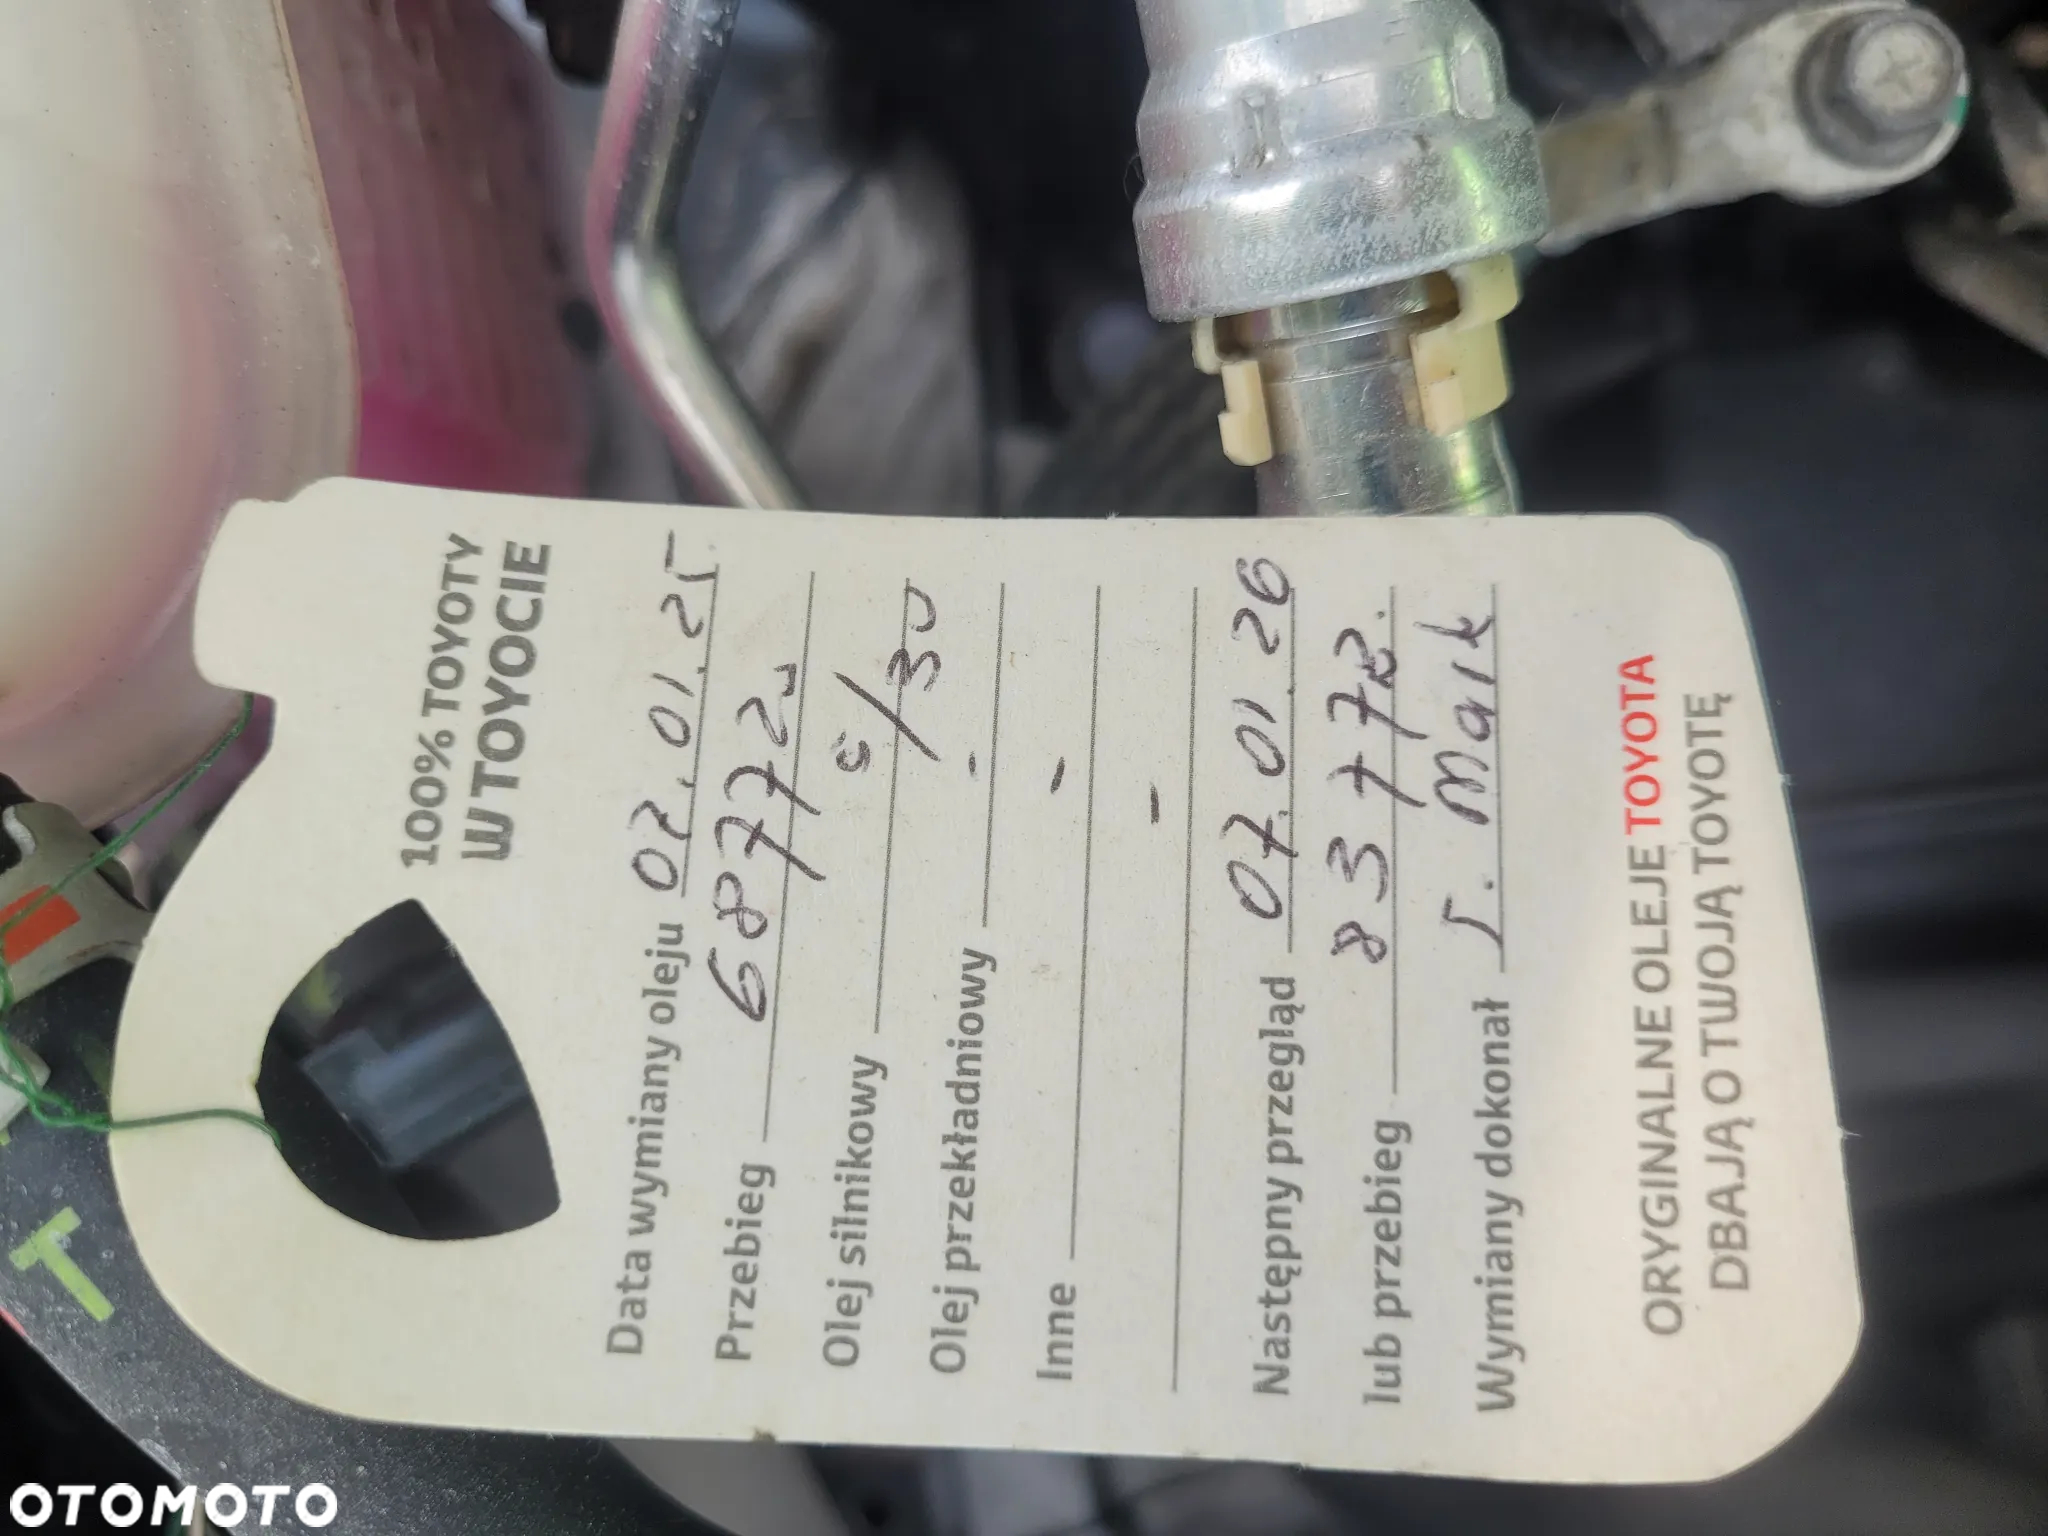 100% TOYOTY
W TOYOCIE
Data wymiany oleju 07.01.25.
Przebieg 68772
Olej silnikowy 5/30
Olej przekładniowy -
Inne -
-
Następny przegląd 07.01.26
lub przebieg 83772.
Wymiany dokonał
ORYGINALNE OLEJE TOYOTA
DBAJĄ O TWOJĄ TOYOTĘ
T
OTOMOTO